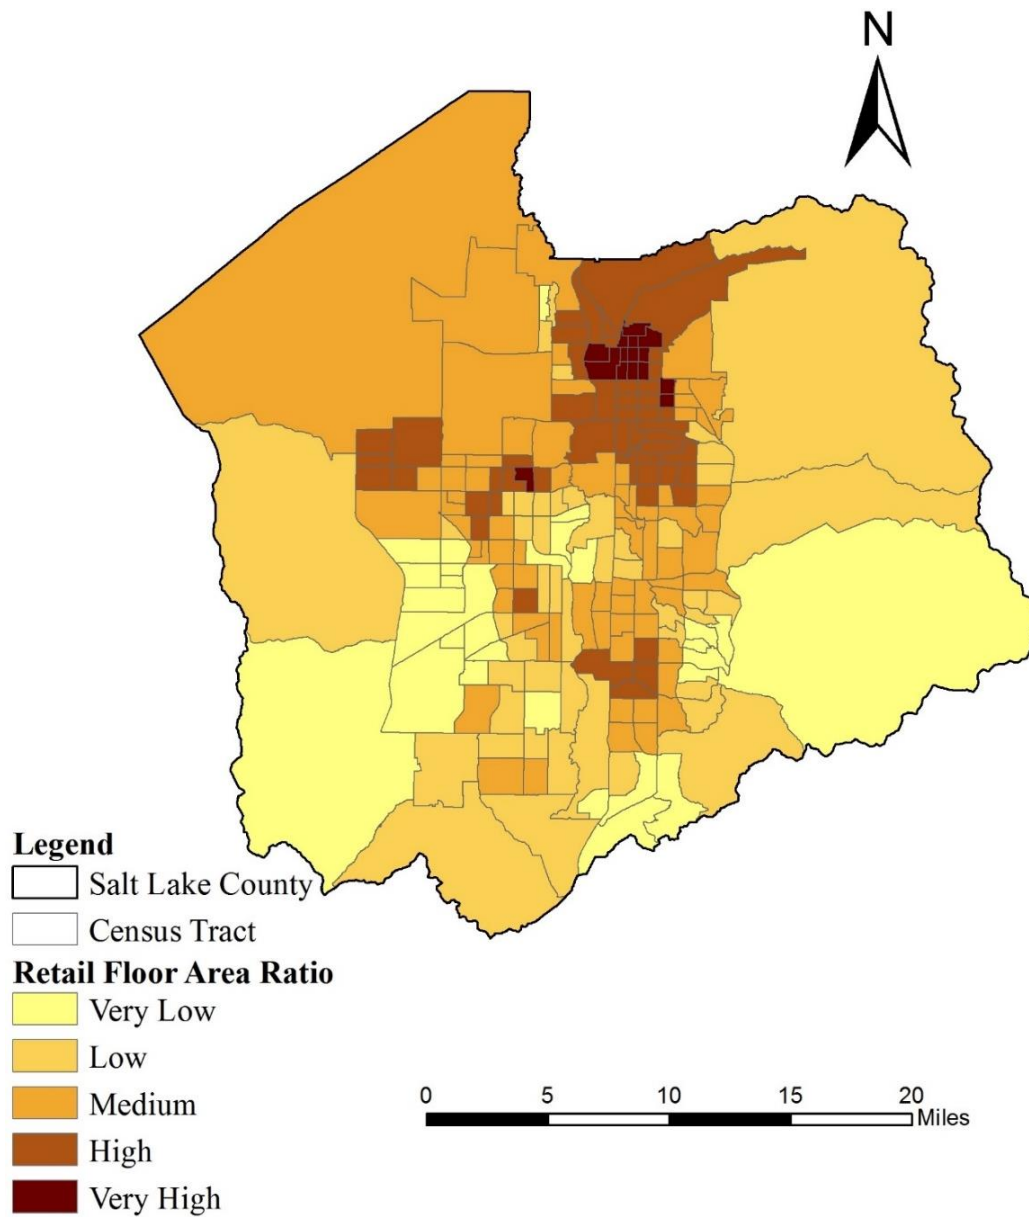 N
Legend
Salt Lake County
Census Tract
Retail Floor Area Ratio
Very Low
Low
Medium
High
Very High
0 5 10 15 20
Miles